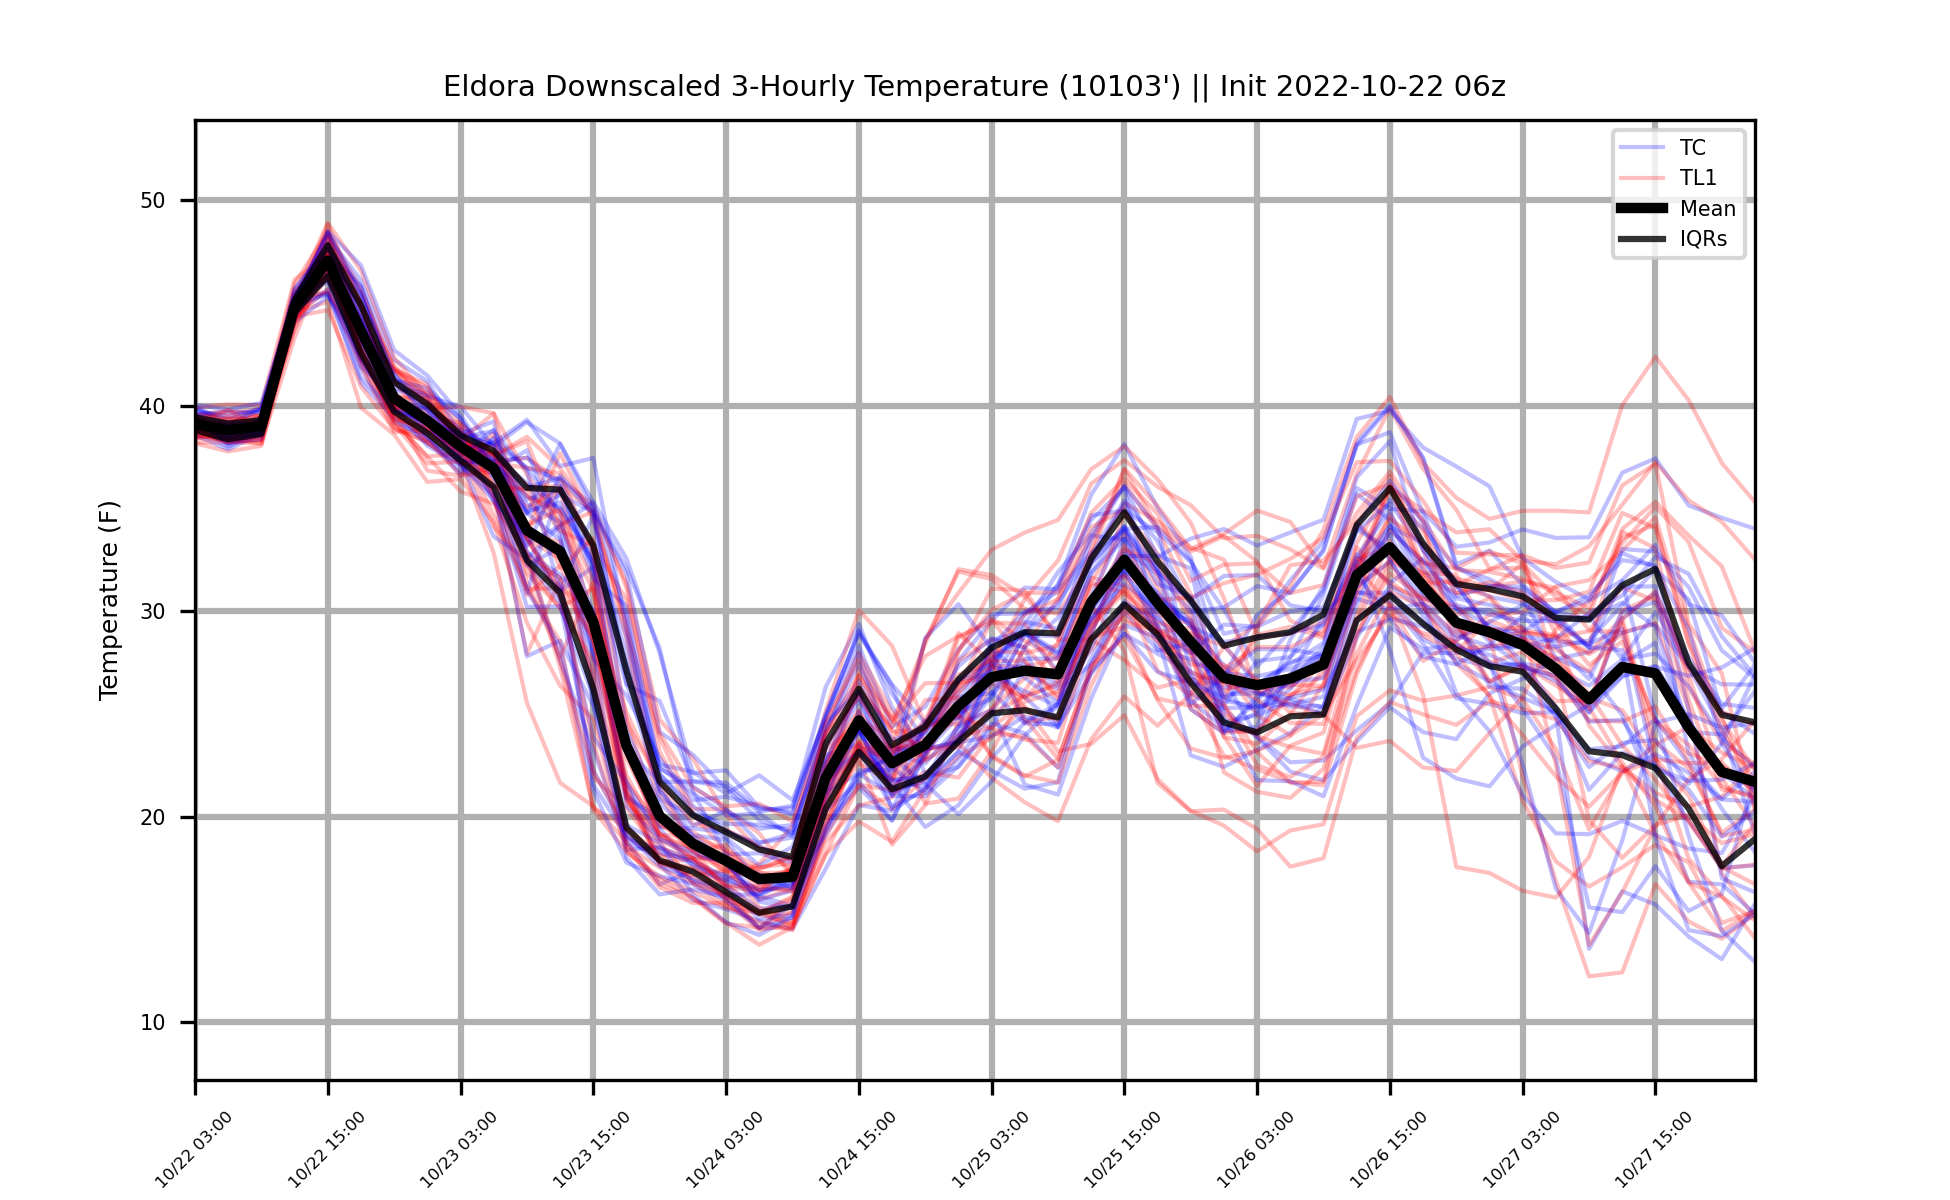 Eldora Downscaled 3-Hourly Temperature (10103') || Init 2022-10-22 06z
TC
TL1
Mean
IQRs
Temperature (F)
50
40
30
20
10
10/22 03:00
10/22 15:00
10/23 03:00
10/23 15:00
10/24 03:00
10/24 15:00
10/25 03:00
10/25 15:00
10/26 03:00
10/26 15:00
10/27 03:00
10/27 15:00